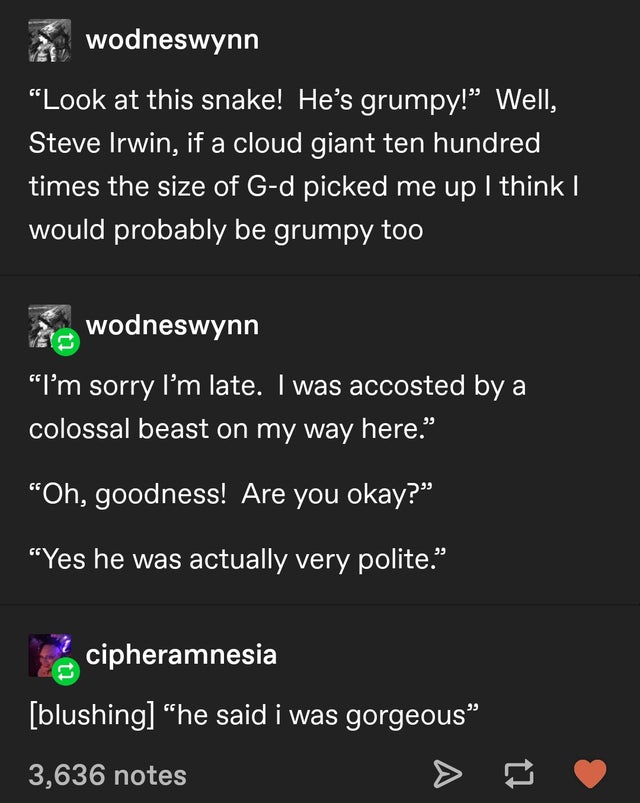 wodneswynn
“Look at this snake!  He’s grumpy!”  Well,
Steve Irwin, if a cloud giant ten hundred
times the size of G-d picked me up I think I
would probably be grumpy too
wodneswynn
“I’m sorry I’m late.  I was accosted by a
colossal beast on my way here.”
“Oh, goodness!  Are you okay?”
“Yes he was actually very polite.”
cipheramnesia
[blushing] “he said i was gorgeous”
3,636 notes